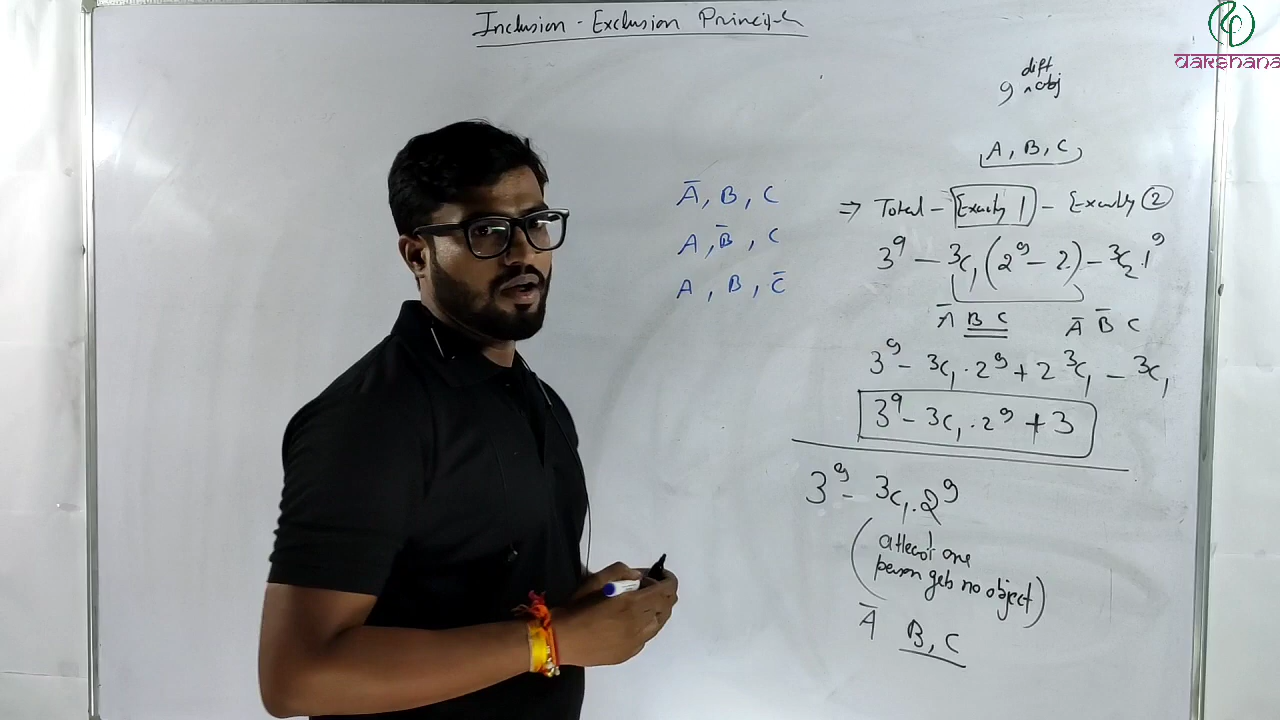 Inclusion - Exclusion Principle
dakshana
9 diff obj
A, B, C
Ā, B, C
A, B̄, C
A, B, C̄
⇒ Total - Exactly 1 - Exactly 2
3⁹ - ³C₁ (2⁹ - 2) - ³C₂ 1⁹
Ā B C    Ā B̄ C
3⁹ - ³C₁ . 2⁹ + 2 ³C₁ - ³C₁
3⁹ - ³C₁ . 2⁹ + 3
3⁹ - ³C₁ . 2⁹
(atleast one
person gets no object)
Ā B, C